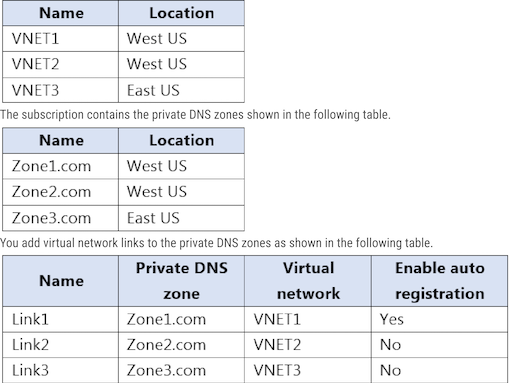 Name Location
VNET1 West US
VNET2 West US
VNET3 East US
The subscription contains the private DNS zones shown in the following table.
Name Location
Zone1.com West US
Zone2.com West US
Zone3.com East US
You add virtual network links to the private DNS zones as shown in the following table.
Name Private DNS zone Virtual network Enable auto registration
Link1 Zone1.com VNET1 Yes
Link2 Zone2.com VNET2 No
Link3 Zone3.com VNET3 No